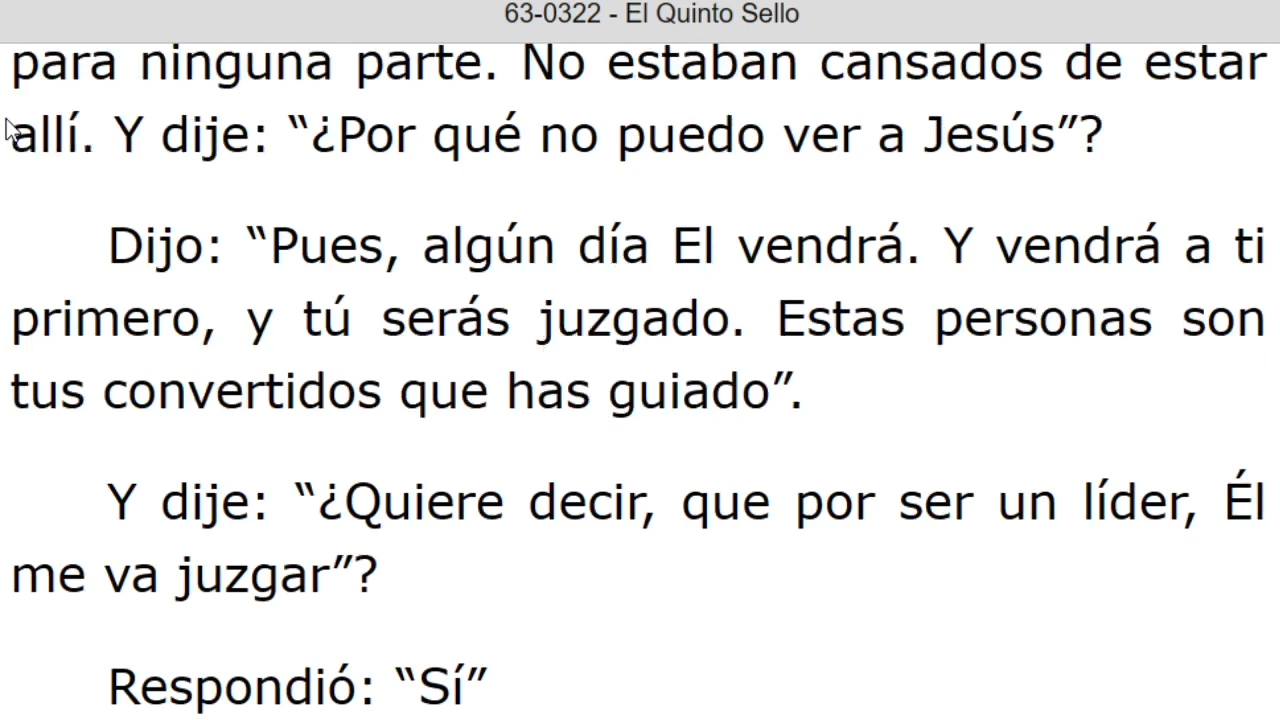 63-0322 - El Quinto Sello
para ninguna parte. No estaban cansados de estar
allí. Y dije: “¿Por qué no puedo ver a Jesús”?
Dijo: “Pues, algún día El vendrá. Y vendrá a ti
primero, y tú serás juzgado. Estas personas son
tus convertidos que has guiado”.
Y dije: “¿Quiere decir, que por ser un líder, Él
me va juzgar”?
Respondió: “Sí”